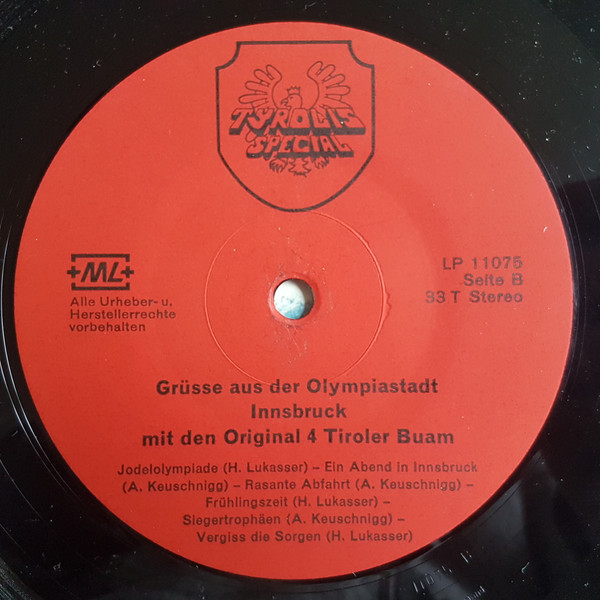 TYROLIS
SPECIAL
+ML+
Alle Urheber- u.
Herstellerrechte
vorbehalten
LP 11075
Seite B
33 T Stereo
Grüsse aus der Olympiastadt
Innsbruck
mit den Original 4 Tiroler Buam
Jodelolympiade (H. Lukasser) – Ein Abend in Innsbruck
(A. Keuschnigg) – Rasante Abfahrt (A. Keuschnigg) –
Frühlingszeit (H. Lukasser) –
Siegertrophäen (A. Keuschnigg) –
Vergiss die Sorgen (H. Lukasser)